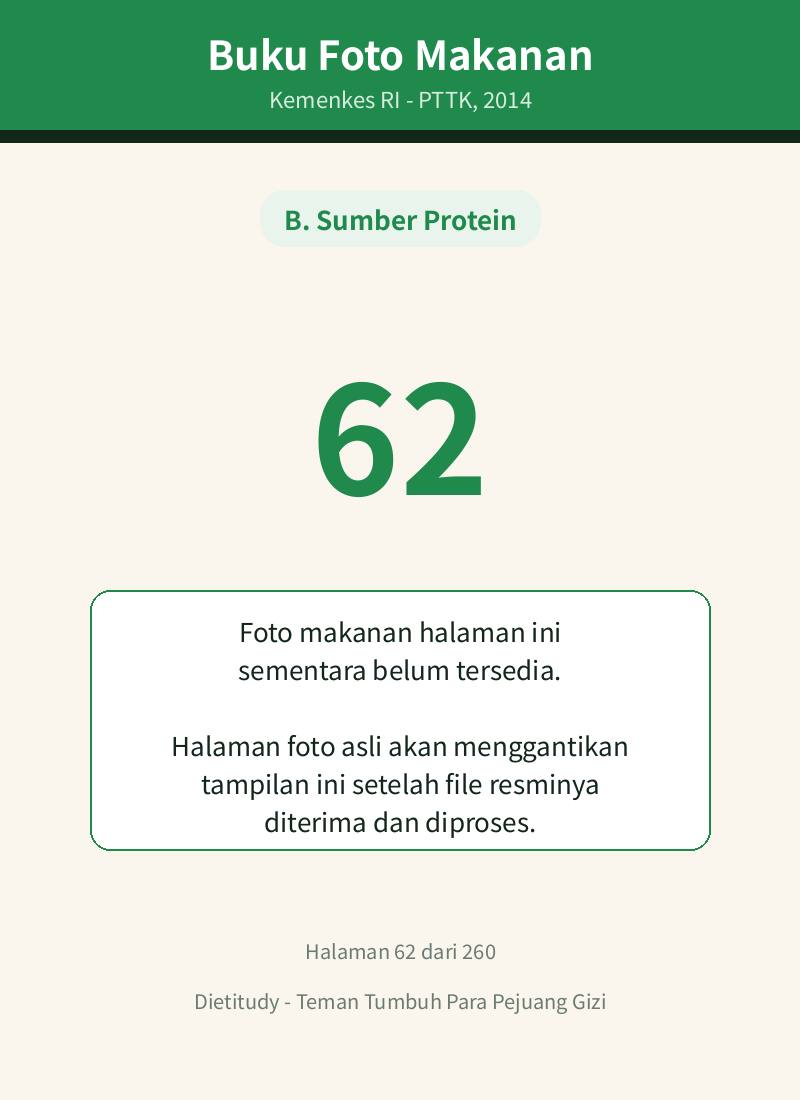 Buku Foto Makanan
Kemenkes RI - PTTK, 2014
B. Sumber Protein
62
Foto makanan halaman ini
sementara belum tersedia.
Halaman foto asli akan menggantikan
tampilan ini setelah file resminya
diterima dan diproses.
Halaman 62 dari 260
Dietitudy - Teman Tumbuh Para Pejuang Gizi